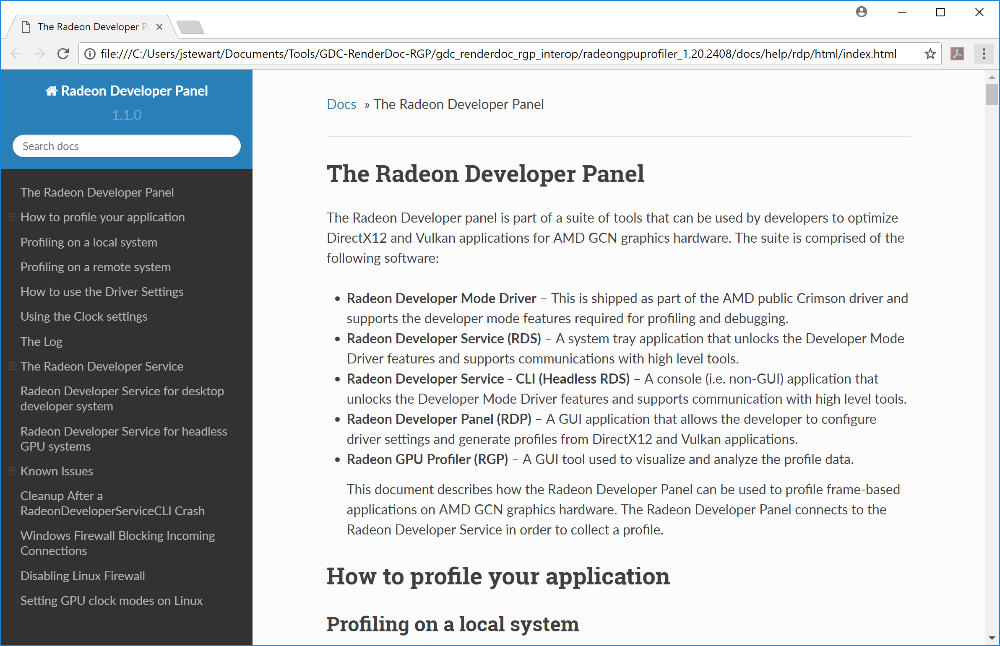 The Radeon Developer P
file:///C:/Users/jstewart/Documents/Tools/GDC-RenderDoc-RGP/gdc_renderdoc_rgp_interop/radeongpuprofiler_1.20.2408/docs/help/rdp/html/index.html
Radeon Developer Panel
1.1.0
Search docs
The Radeon Developer Panel
How to profile your application
Profiling on a local system
Profiling on a remote system
How to use the Driver Settings
Using the Clock settings
The Log
The Radeon Developer Service
Radeon Developer Service for desktop
developer system
Radeon Developer Service for headless
GPU systems
Known Issues
Cleanup After a
RadeonDeveloperServiceCLI Crash
Windows Firewall Blocking Incoming
Connections
Disabling Linux Firewall
Setting GPU clock modes on Linux
Docs » The Radeon Developer Panel
The Radeon Developer Panel
The Radeon Developer panel is part of a suite of tools that can be used by developers to optimize
DirectX12 and Vulkan applications for AMD GCN graphics hardware. The suite is comprised of the
following software:
• Radeon Developer Mode Driver – This is shipped as part of the AMD public Crimson driver and
supports the developer mode features required for profiling and debugging.
• Radeon Developer Service (RDS) – A system tray application that unlocks the Developer Mode
Driver features and supports communications with high level tools.
• Radeon Developer Service - CLI (Headless RDS) – A console (i.e. non-GUI) application that
unlocks the Developer Mode Driver features and supports communication with high level tools.
• Radeon Developer Panel (RDP) – A GUI application that allows the developer to configure
driver settings and generate profiles from DirectX12 and Vulkan applications.
• Radeon GPU Profiler (RGP) – A GUI tool used to visualize and analyze the profile data.
This document describes how the Radeon Developer Panel can be used to profile frame-based
applications on AMD GCN graphics hardware. The Radeon Developer Panel connects to the
Radeon Developer Service in order to collect a profile.
How to profile your application
Profiling on a local system